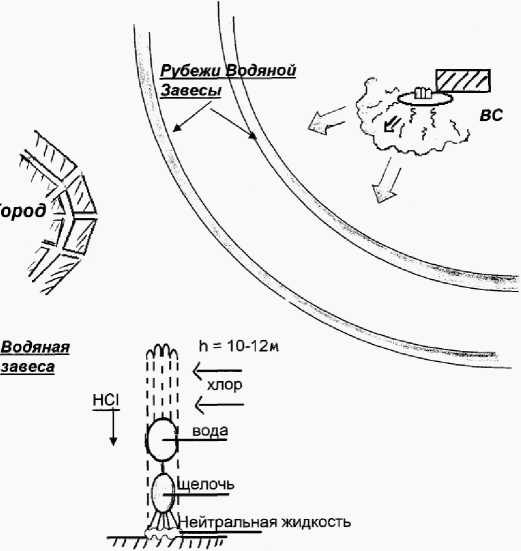 Рубежи Водяной
Завесы
ВС
ород
Водяная
завеса
h = 10-12м
хлор
HCl
вода
щелочь
Нейтральная жидкость